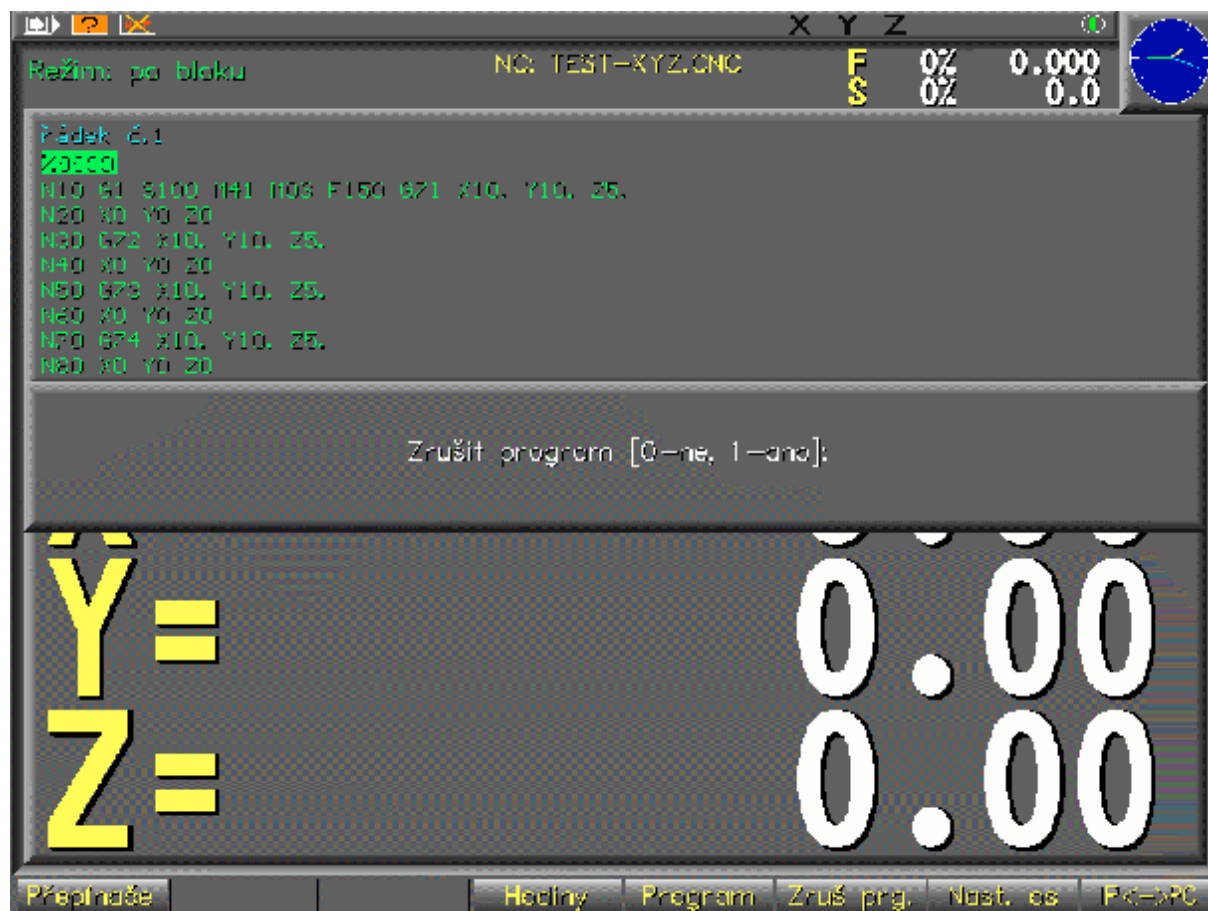 X Y Z
Režim: po bloku NC: TEST-XYZ.CNC F 0% 0.000
S 0% 0.0
Řádek č.1
N10 G1 S100 M41 M03 F150 G71 X10. Y10. Z5.
N20 X0 Y0 Z0
N30 G72 X10. Y10. Z5.
N40 X0 Y0 Z0
N50 G73 X10. Y10. Z5.
N60 X0 Y0 Z0
N70 G74 X10. Y10. Z5.
N80 X0 Y0 Z0
Zrušit program [0-ne, 1-ano]:
Y= 0.00
Z= 0.00
Přepínače Hodiny Program Zruš prg. Nast. os IF<->PC